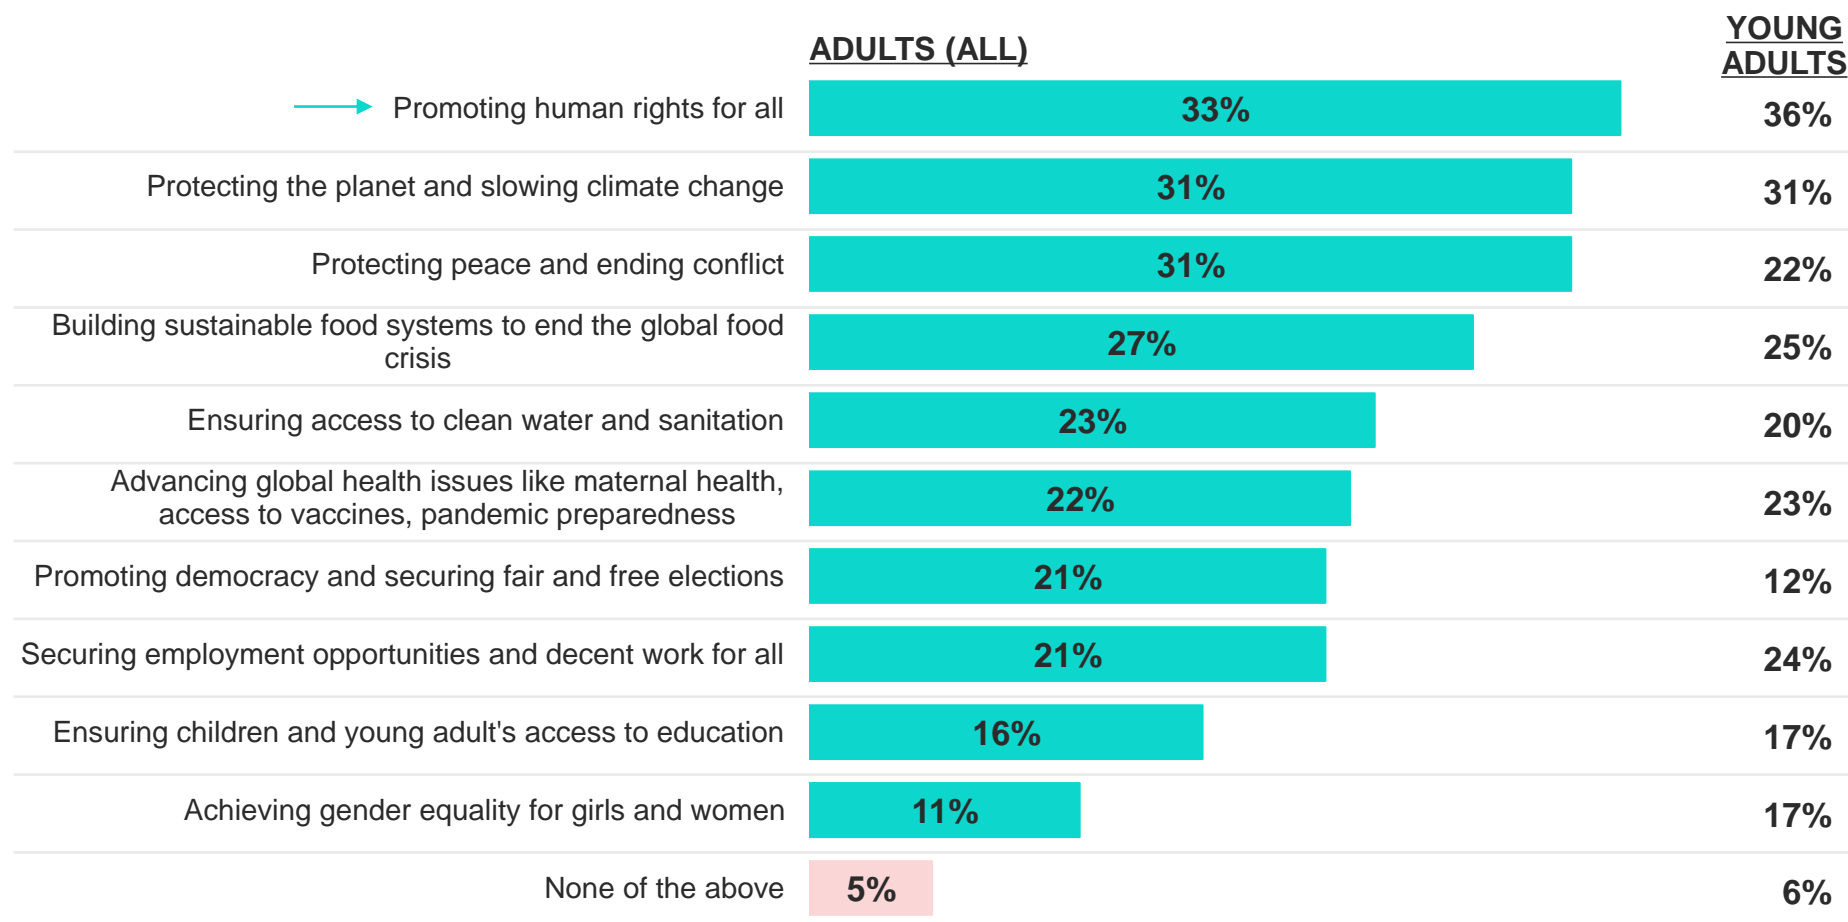 ADULTS (ALL)
YOUNG
ADULTS
Promoting human rights for all
33%
36%
Protecting the planet and slowing climate change
31%
31%
Protecting peace and ending conflict
31%
22%
Building sustainable food systems to end the global food
crisis
27%
25%
Ensuring access to clean water and sanitation
23%
20%
Advancing global health issues like maternal health,
access to vaccines, pandemic preparedness
22%
23%
Promoting democracy and securing fair and free elections
21%
12%
Securing employment opportunities and decent work for all
21%
24%
Ensuring children and young adult's access to education
16%
17%
Achieving gender equality for girls and women
11%
17%
None of the above
5%
6%